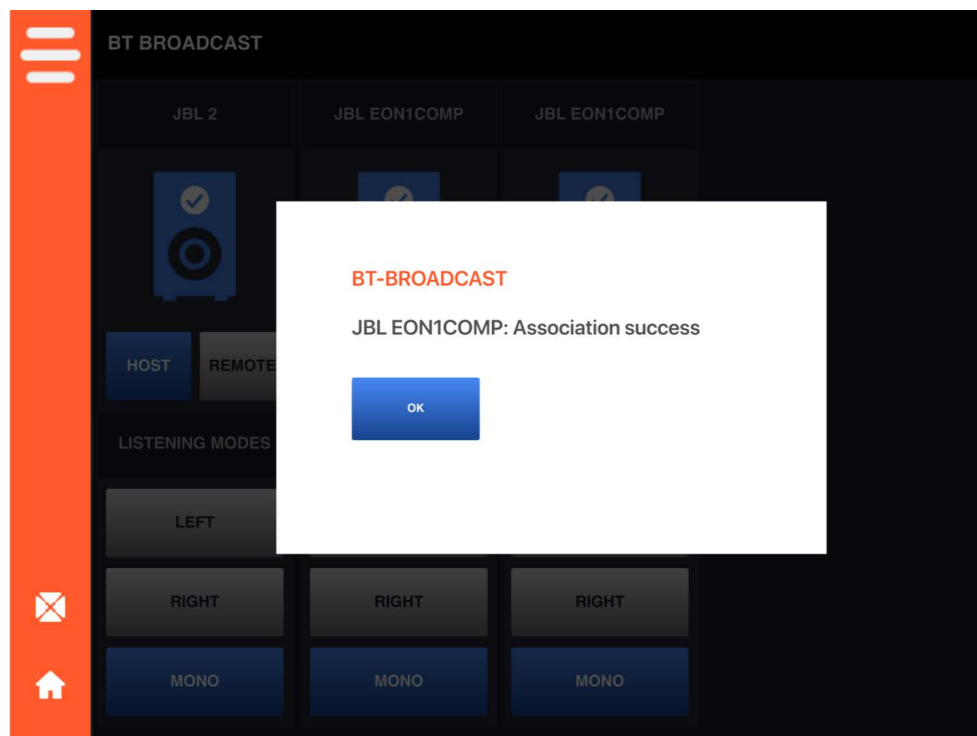 BT BROADCAST
JBL 2
JBL EON1COMP
JBL EON1COMP
BT-BROADCAST
JBL EON1COMP: Association success
OK
HOST
REMOTE
LISTENING MODES
LEFT
RIGHT
RIGHT
RIGHT
MONO
MONO
MONO